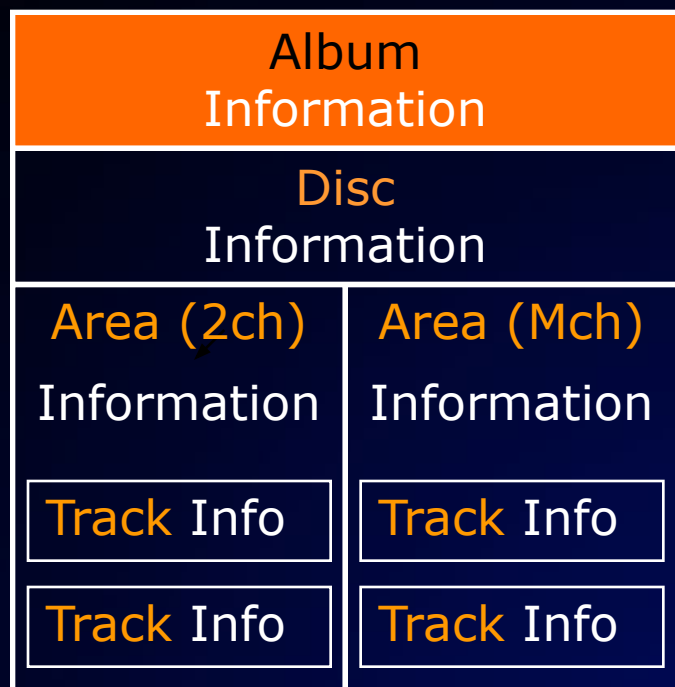 Album
Information
Disc
Information
Area (2ch)
Information
Track Info
Track Info
Area (Mch)
Information
Track Info
Track Info